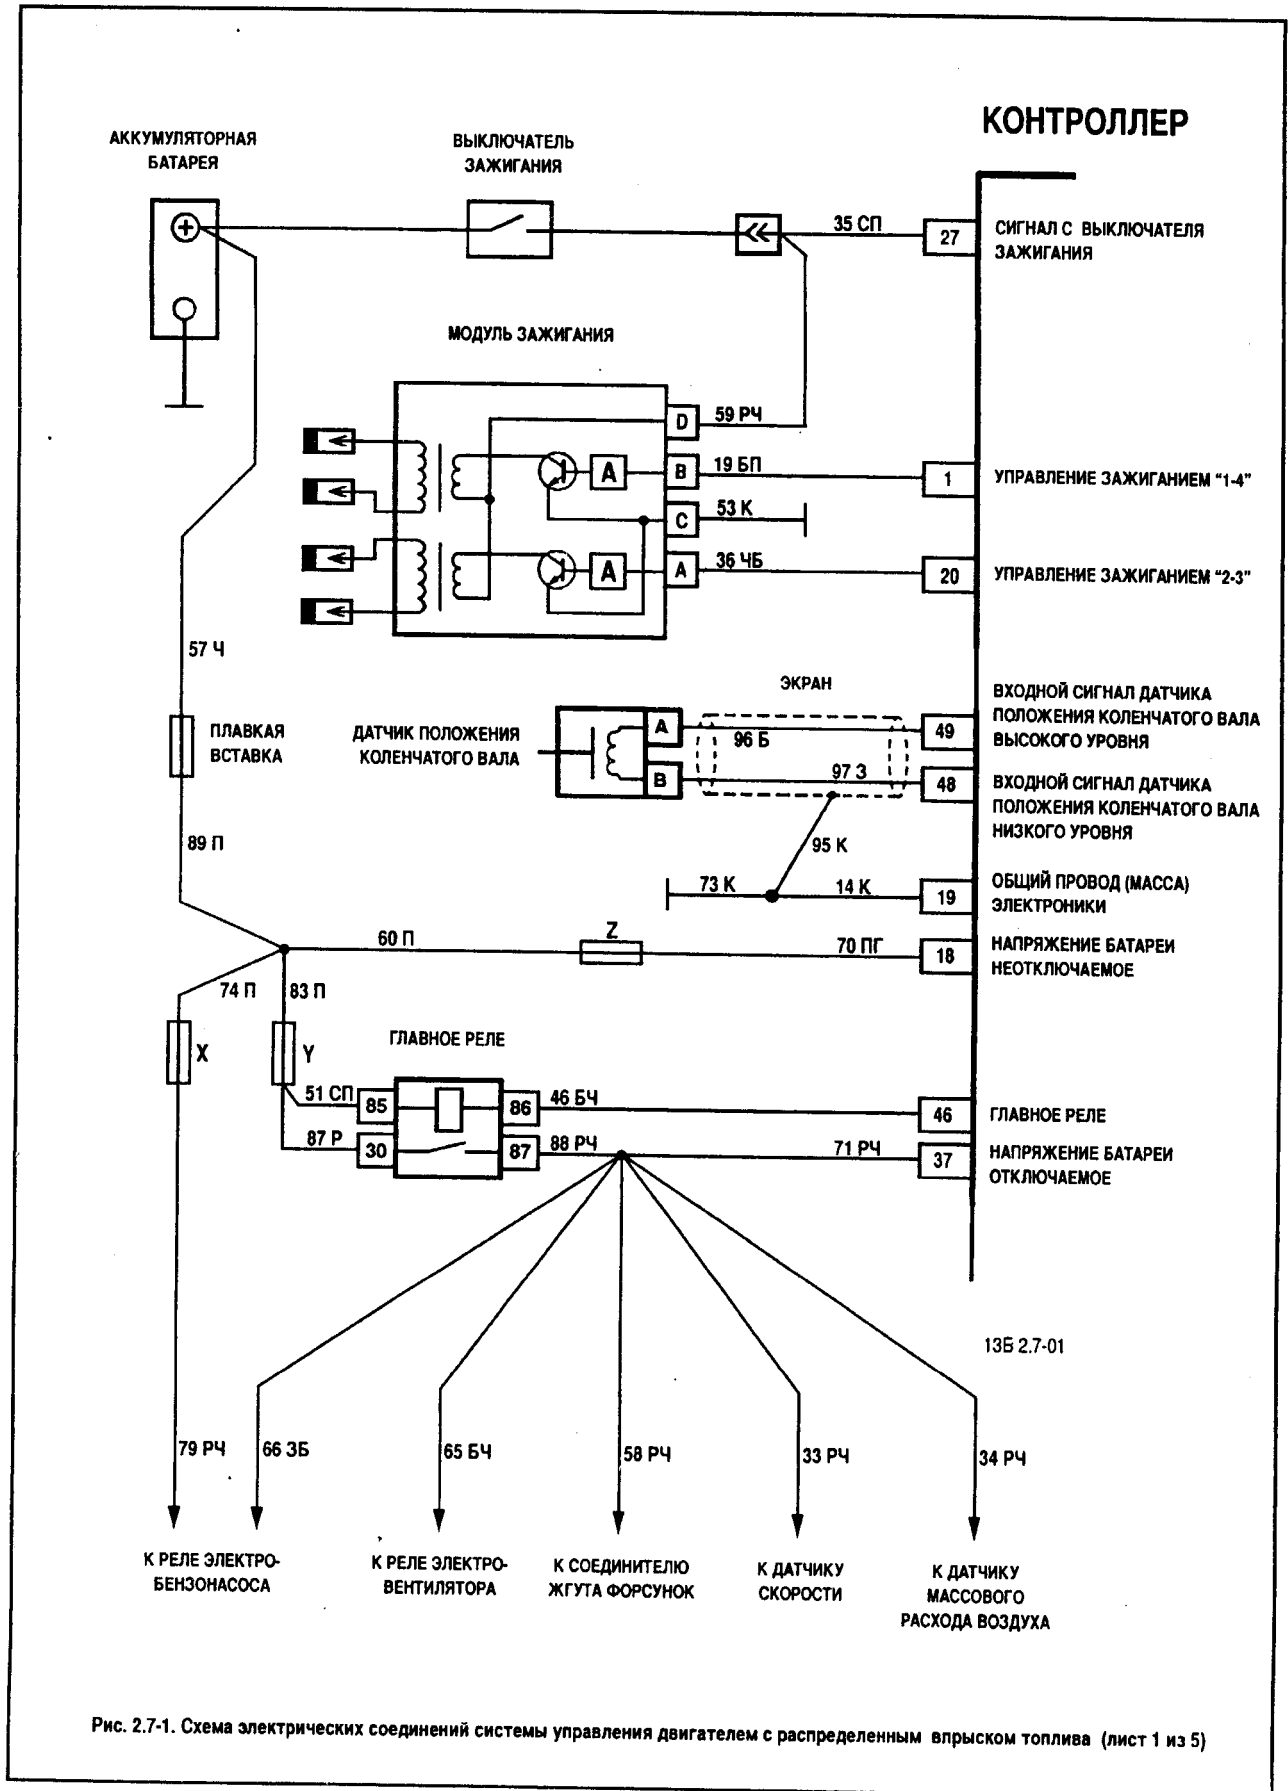 КОНТРОЛЛЕР
АККУМУЛЯТОРНАЯ
БАТАРЕЯ
ВЫКЛЮЧАТЕЛЬ
ЗАЖИГАНИЯ
35 СП
27
СИГНАЛ С ВЫКЛЮЧАТЕЛЯ
ЗАЖИГАНИЯ
МОДУЛЬ ЗАЖИГАНИЯ
D
59 РЧ
A
B
19 БП
1
УПРАВЛЕНИЕ ЗАЖИГАНИЕМ “1-4”
C
53 К
A
A
36 ЧБ
20
УПРАВЛЕНИЕ ЗАЖИГАНИЕМ “2-3”
57 Ч
ПЛАВКАЯ
ВСТАВКА
ДАТЧИК ПОЛОЖЕНИЯ
КОЛЕНЧАТОГО ВАЛА
ЭКРАН
A
96 Б
49
ВХОДНОЙ СИГНАЛ ДАТЧИКА
ПОЛОЖЕНИЯ КОЛЕНЧАТОГО ВАЛА
ВЫСОКОГО УРОВНЯ
B
97 З
48
ВХОДНОЙ СИГНАЛ ДАТЧИКА
ПОЛОЖЕНИЯ КОЛЕНЧАТОГО ВАЛА
НИЗКОГО УРОВНЯ
89 П
95 К
73 К
14 К
19
ОБЩИЙ ПРОВОД (МАССА)
ЭЛЕКТРОНИКИ
60 П
Z
70 ПГ
18
НАПРЯЖЕНИЕ БАТАРЕИ
НЕОТКЛЮЧАЕМОЕ
74 П
83 П
X
Y
ГЛАВНОЕ РЕЛЕ
51 СП
85
86
46 БЧ
46
ГЛАВНОЕ РЕЛЕ
87 Р
30
87
88 РЧ
71 РЧ
37
НАПРЯЖЕНИЕ БАТАРЕИ
ОТКЛЮЧАЕМОЕ
13Б 2.7-01
79 РЧ
66 ЗБ
65 БЧ
58 РЧ
33 РЧ
34 РЧ
К РЕЛЕ ЭЛЕКТРО-
БЕНЗОНАСОСА
К РЕЛЕ ЭЛЕКТРО-
ВЕНТИЛЯТОРА
К СОЕДИНИТЕЛЮ
ЖГУТА ФОРСУНОК
К ДАТЧИКУ
СКОРОСТИ
К ДАТЧИКУ
МАССОВОГО
РАСХОДА ВОЗДУХА
Рис. 2.7-1. Схема электрических соединений системы управления двигателем с распределенным впрыском топлива (лист 1 из 5)